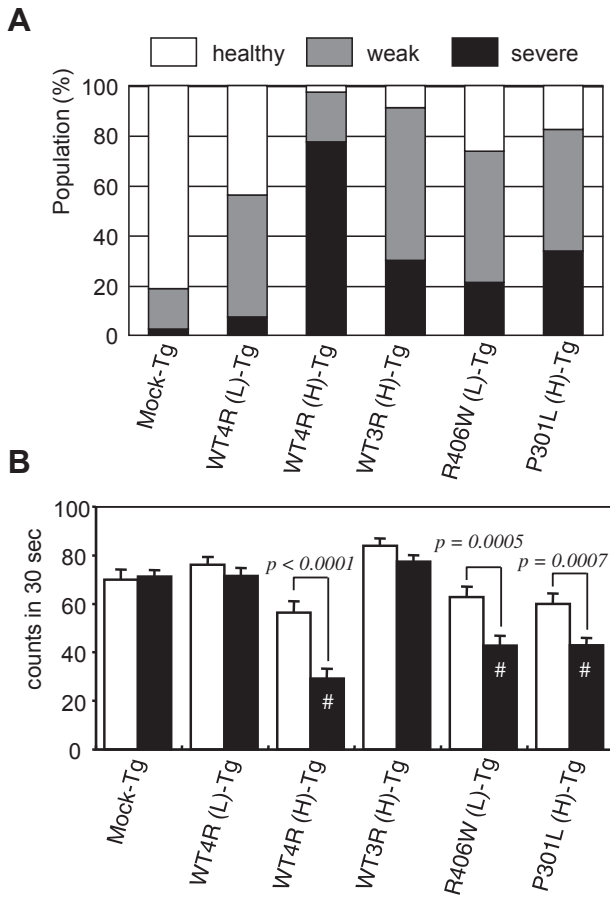 A
healthy weak severe
Population (%)
100
80
60
40
20
0
Mock-Tg
WT4R (L)-Tg
WT4R (H)-Tg
WT3R (H)-Tg
R406W (L)-Tg
P301L (H)-Tg
B
counts in 30 sec
100
80
60
40
20
0
p < 0.0001
p = 0.0005
p = 0.0007
# # #
Mock-Tg
WT4R (L)-Tg
WT4R (H)-Tg
WT3R (H)-Tg
R406W (L)-Tg
P301L (H)-Tg